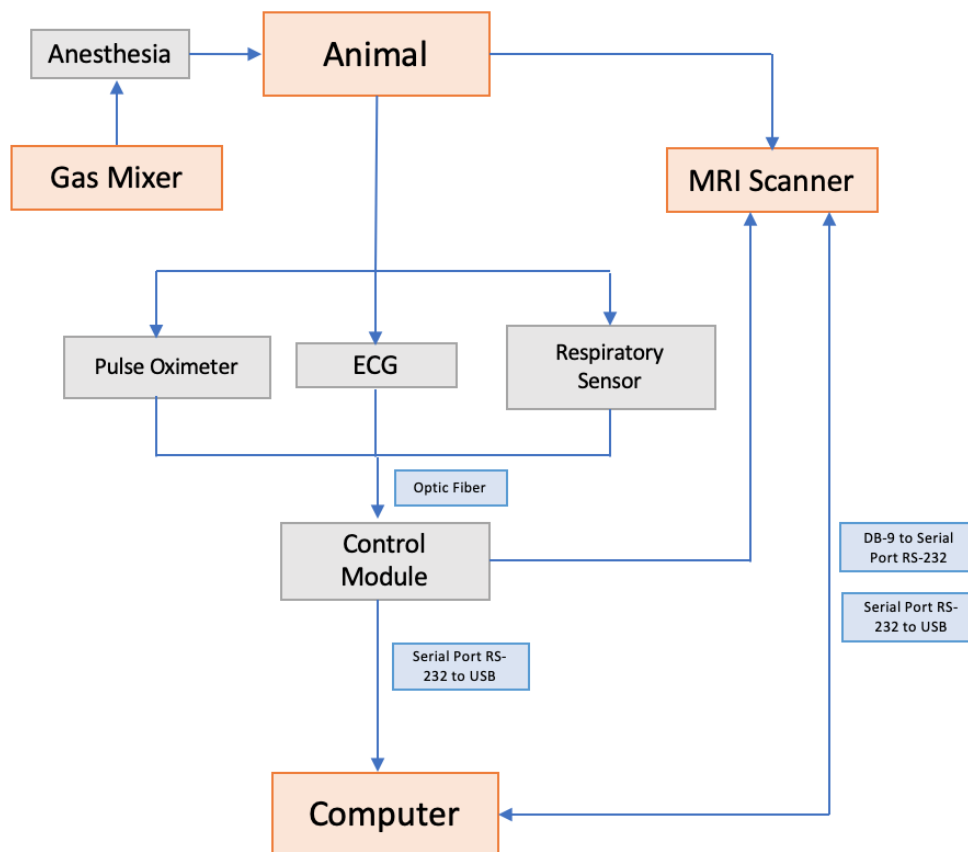 Anesthesia
Animal
Gas Mixer
MRI Scanner
Pulse Oximeter
ECG
Respiratory
Sensor
Optic Fiber
Control
Module
DB-9 to Serial
Port RS-232
Serial Port RS-
232 to USB
Serial Port RS-
232 to USB
Computer